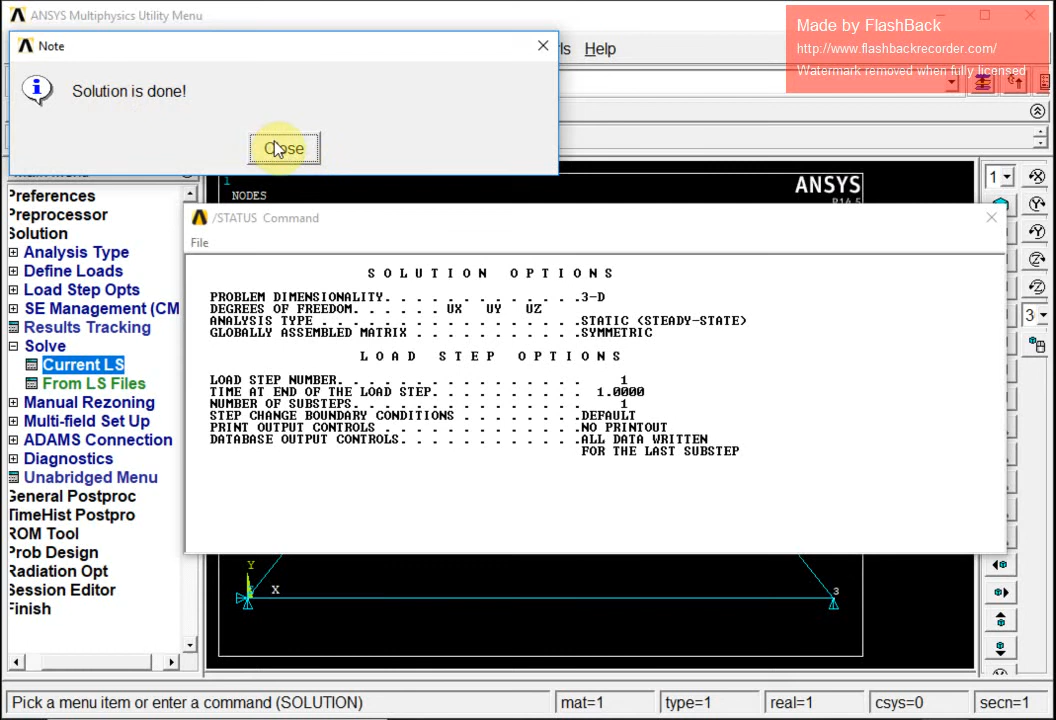 ANSYS Multiphysics Utility Menu
Made by FlashBack
http://www.flashbackrecorder.com/
Watermark removed when fully licensed
Note
Help
Solution is done!
Close
1
NODES
ANSYS
R14.5
1
3
Preferences
Preprocessor
Solution
Analysis Type
Define Loads
Load Step Opts
SE Management (CM
Results Tracking
Solve
Current LS
From LS Files
Manual Rezoning
Multi-field Set Up
ADAMS Connection
Diagnostics
Unabridged Menu
General Postproc
TimeHist Postpro
ROM Tool
Prob Design
Radiation Opt
Session Editor
Finish
/STATUS Command
File
S O L U T I O N   O P T I O N S
PROBLEM DIMENSIONALITY. . . . . . . . . . . . .3-D
DEGREES OF FREEDOM. . . . . . UX   UY   UZ
ANALYSIS TYPE . . . . . . . . . . . . . . . . .STATIC (STEADY-STATE)
GLOBALLY ASSEMBLED MATRIX . . . . . . . . . . .SYMMETRIC
L O A D   S T E P   O P T I O N S
LOAD STEP NUMBER. . . . . . . . . . . . . . . .     1
TIME AT END OF THE LOAD STEP. . . . . . . . . .  1.0000
NUMBER OF SUBSTEPS. . . . . . . . . . . . . . .     1
STEP CHANGE BOUNDARY CONDITIONS . . . . . . . .DEFAULT
PRINT OUTPUT CONTROLS . . . . . . . . . . . . .NO PRINTOUT
DATABASE OUTPUT CONTROLS. . . . . . . . . . . .ALL DATA WRITTEN
FOR THE LAST SUBSTEP
Y
X
3
Pick a menu item or enter a command (SOLUTION)
mat=1
type=1
real=1
csys=0
secn=1